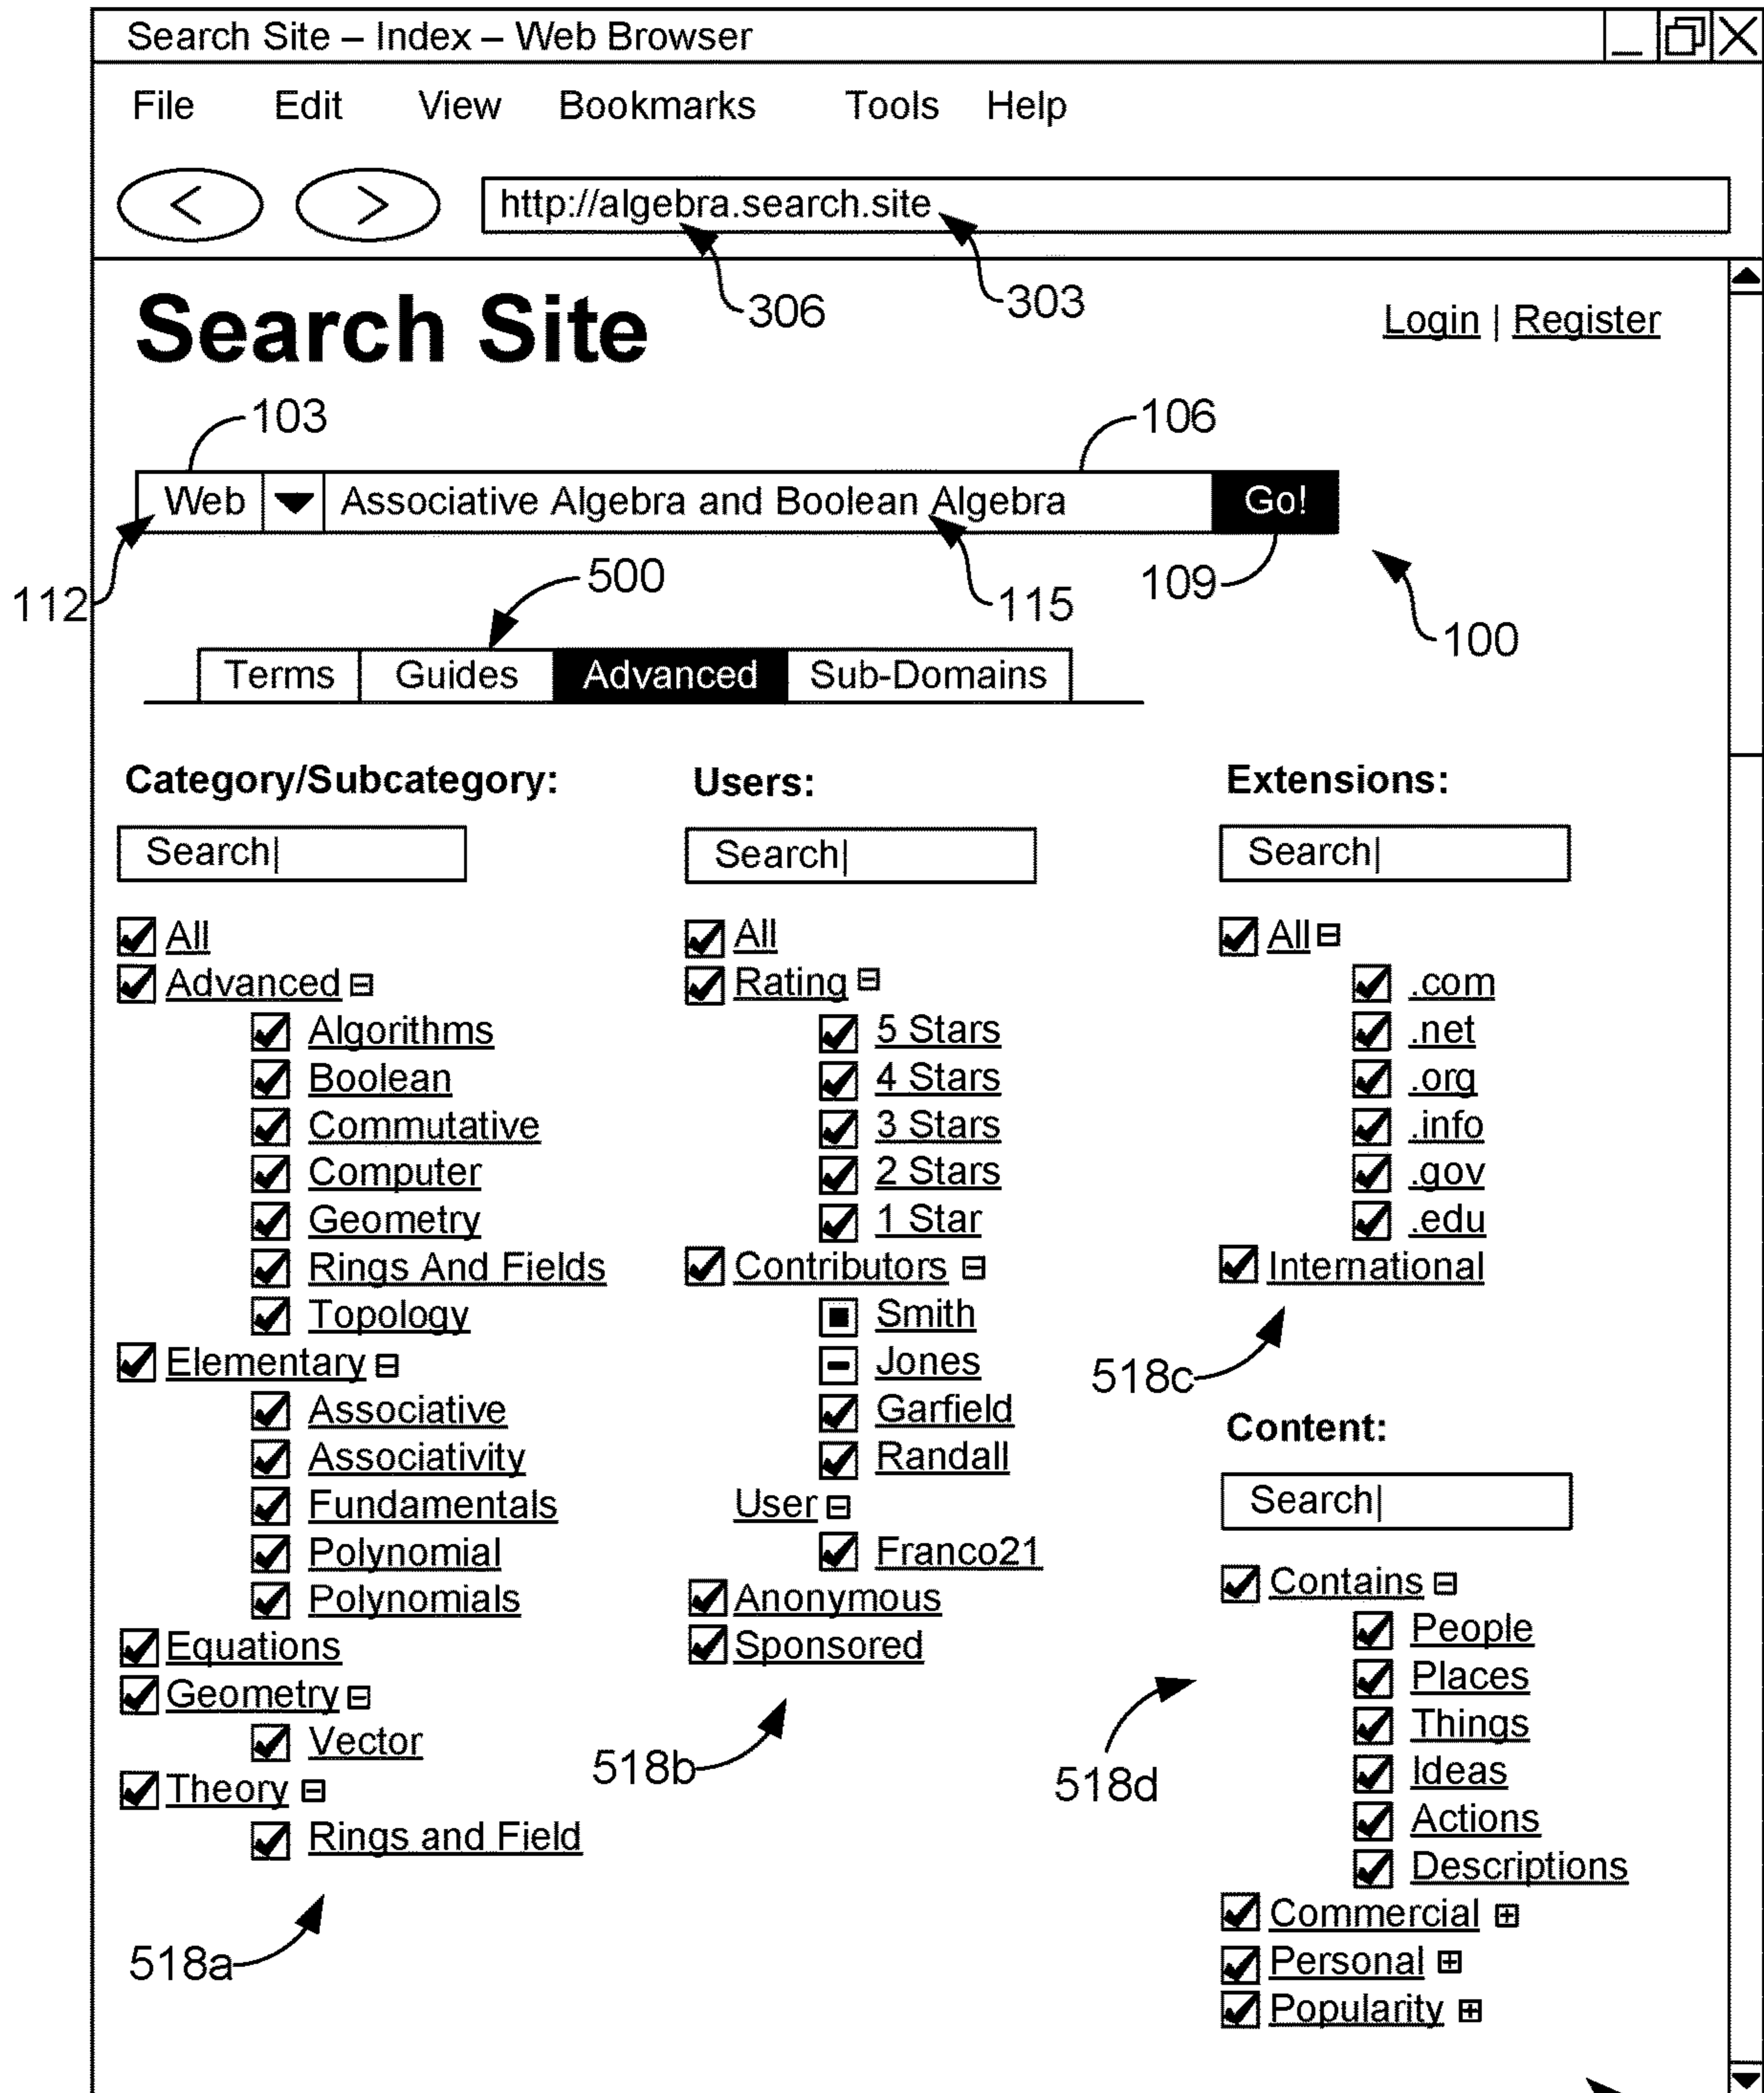 Search Site – Index – Web Browser
File Edit View Bookmarks Tools Help
< > http://algebra.search.site
306
303
Search Site
Login | Register
103
106
Web Associative Algebra and Boolean Algebra Go!
112
500
115
109
100
Terms Guides Advanced Sub-Domains
Category/Subcategory:
Search|
All
Advanced
Algorithms
Boolean
Commutative
Computer
Geometry
Rings And Fields
Topology
Elementary
Associative
Associativity
Fundamentals
Polynomial
Polynomials
Equations
Geometry
Vector
Theory
Rings and Field
518a
Users:
Search|
All
Rating
5 Stars
4 Stars
3 Stars
2 Stars
1 Star
Contributors
Smith
Jones
Garfield
Randall
User
Franco21
Anonymous
Sponsored
518b
Extensions:
Search|
All
.com
.net
.org
.info
.gov
.edu
International
518c
Content:
Search|
Contains
People
Places
Things
Ideas
Actions
Descriptions
Commercial
Personal
Popularity
518d